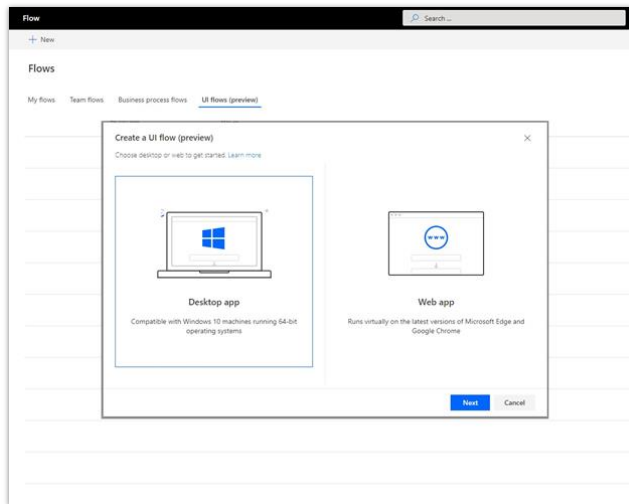 Flow
Search ...
+ New
Flows
My flows Team flows Business process flows UI flows (preview)
Create a UI flow (preview)
Choose desktop or web to get started. Learn more
www
Desktop app
Compatible with Windows 10 machines running 64-bit
operating systems
Web app
Runs virtually on the latest versions of Microsoft Edge and
Google Chrome
Next Cancel